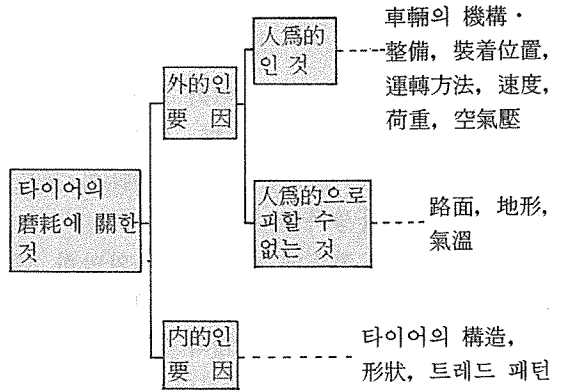 車輛의 機構·
整備, 裝着位置,
運轉方法, 速度,
荷重, 空氣壓
人爲的
인 것
外的인
要 因
타이어의
磨耗에 關한
것
人爲的으로
피할 수
없는 것
路面, 地形,
氣溫
内的인
要 因
타이어의 構造,
形狀, 트레드 패턴